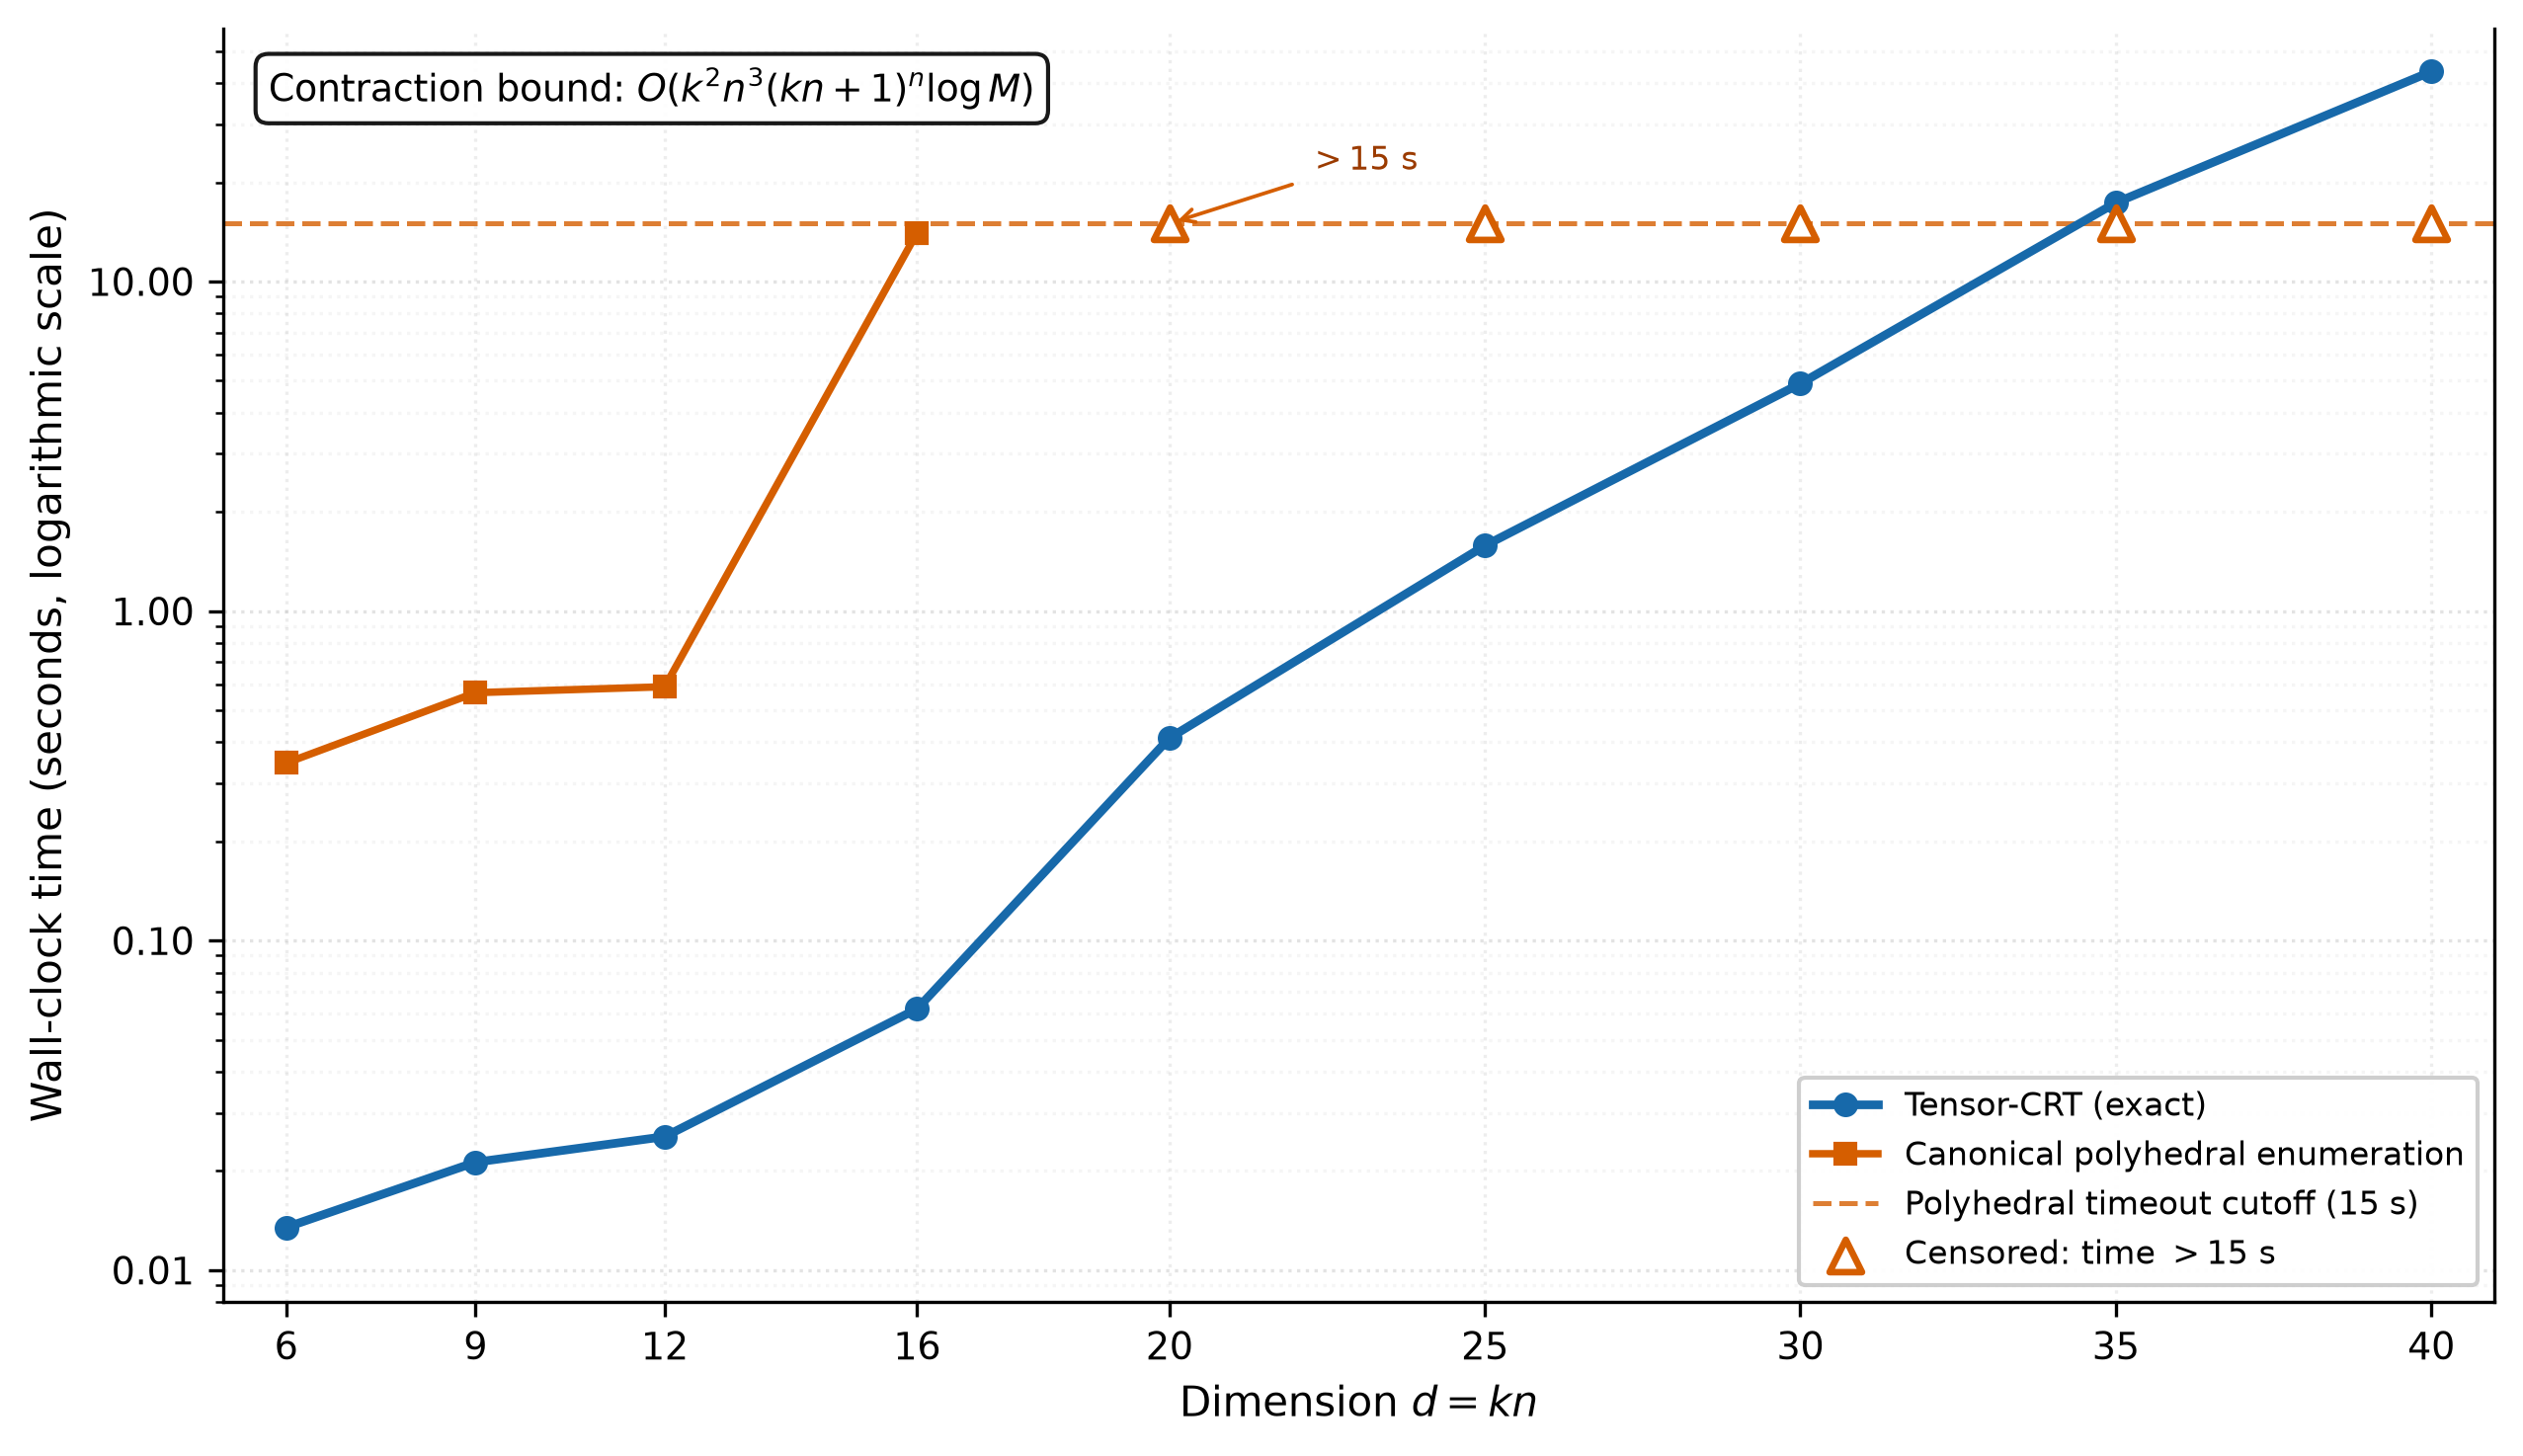 Contraction bound: O(k²n³(kn + 1)ⁿ log M)
> 15 s
Wall-clock time (seconds, logarithmic scale)
10.00
1.00
0.10
0.01
6 9 12 16 20 25 30 35 40
Dimension d = kn
Tensor-CRT (exact)
Canonical polyhedral enumeration
Polyhedral timeout cutoff (15 s)
Censored: time > 15 s